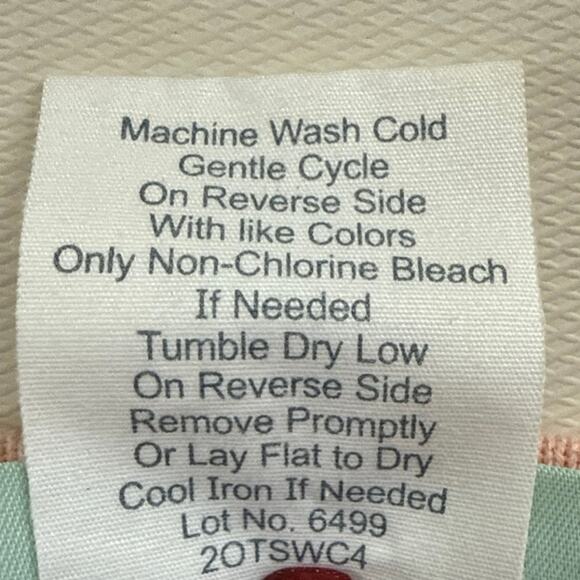 Machine Wash Cold
Gentle Cycle
On Reverse Side
With like Colors
Only Non-Chlorine Bleach
If Needed
Tumble Dry Low
On Reverse Side
Remove Promptly
Or Lay Flat to Dry
Cool Iron If Needed
Lot No. 6499
2OTSWC4